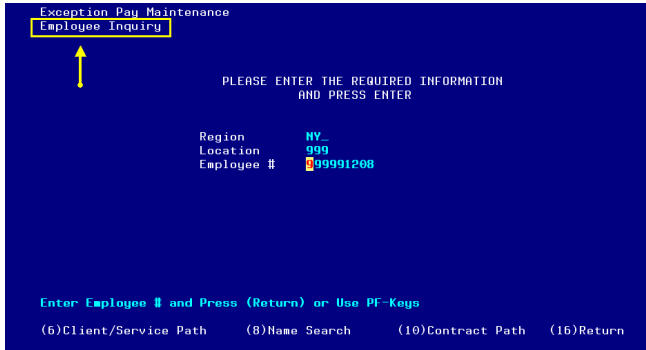 Exception Pay Maintenance
Employee Inquiry
PLEASE ENTER THE REQUIRED INFORMATION
AND PRESS ENTER
Region NY_
Location 999
Employee # 999991208
Enter Employee # and Press (Return) or Use PF-Keys
(6)Client/Service Path (8)Name Search (10)Contract Path (16)Return